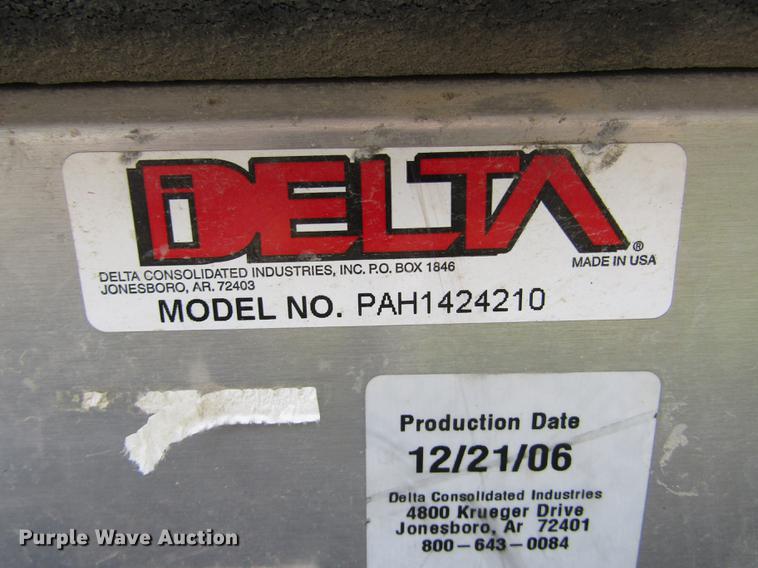 DELTA®
DELTA CONSOLIDATED INDUSTRIES, INC. P.O. BOX 1846 MADE IN USA
JONESBORO, AR. 72403
MODEL NO. PAH1424210
Production Date
12/21/06
Delta Consolidated Industries
4800 Krueger Drive
Jonesboro, Ar 72401
800-643-0084
Purple Wave Auction